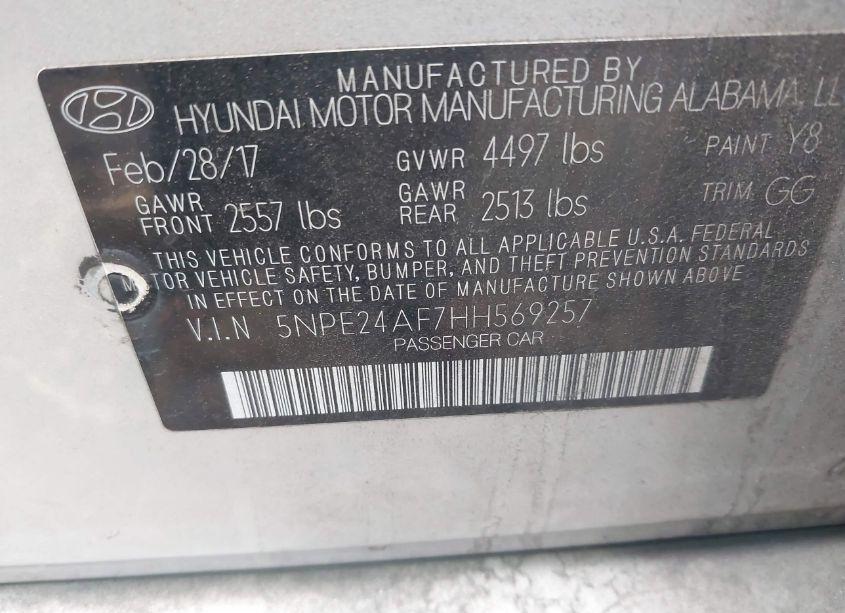 MANUFACTURED BY
HYUNDAI MOTOR MANUFACTURING ALABAMA, LL
Feb/28/17 GVWR 4497 lbs PAINT Y8
GAWR FRONT 2557 lbs GAWR REAR 2513 lbs TRIM GG
THIS VEHICLE CONFORMS TO ALL APPLICABLE U.S.A. FEDERAL
TOR VEHICLE SAFETY, BUMPER, AND THEFT PREVENTION STANDARDS
IN EFFECT ON THE DATE OF MANUFACTURE SHOWN ABOVE
V.I.N 5NPE24AF7HH569257
PASSENGER CAR